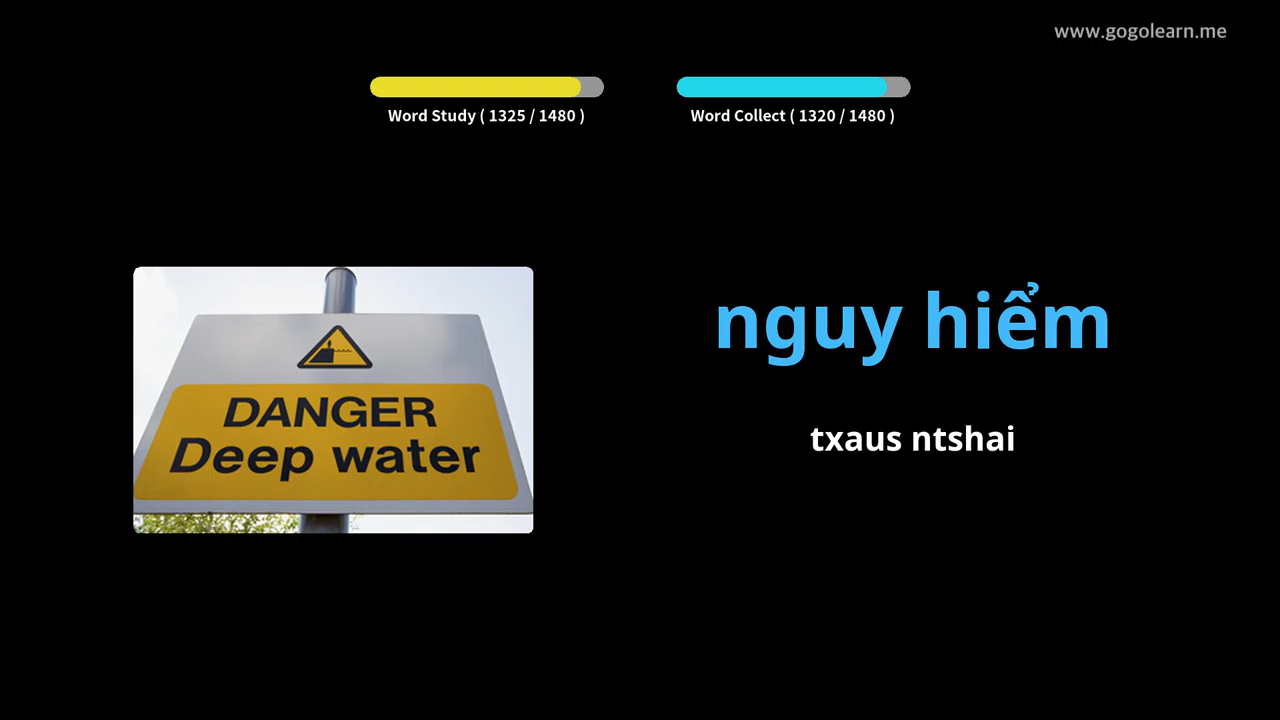 www.gogolearn.me
Word Study ( 1325 / 1480 )
Word Collect ( 1320 / 1480 )
DANGER
Deep water
nguy hiểm
txaus ntshai